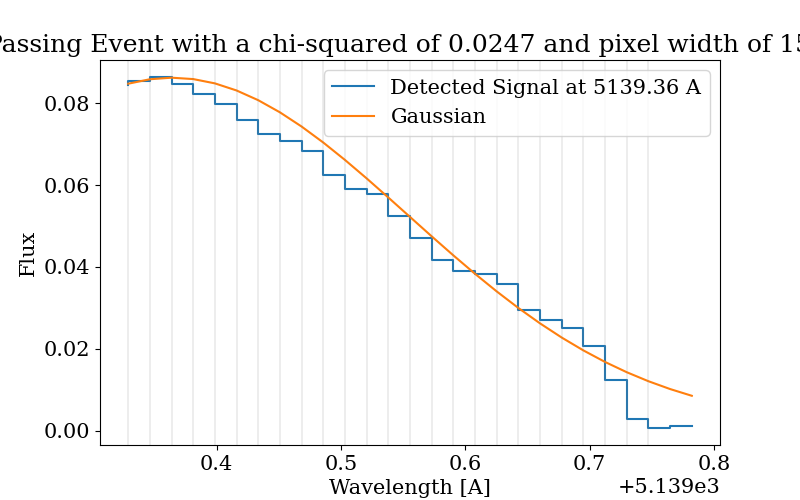 Passing Event with a chi-squared of 0.0247 and pixel width of 15
Detected Signal at 5139.36 A
Gaussian
0.08
0.06
0.04
0.02
0.00
Flux
0.4
0.5
0.6
0.7
0.8
Wavelength [A]
+5.139e3